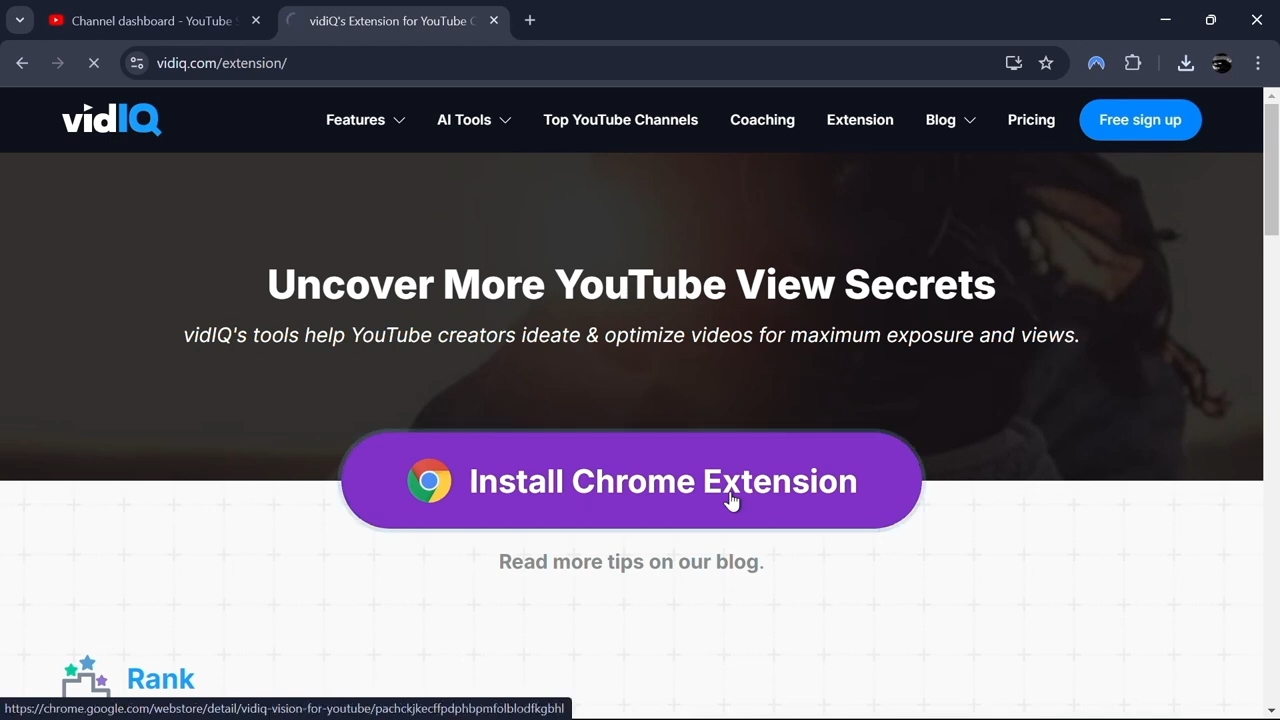 Channel dashboard - YouTube
vidiQ's Extension for YouTube
vidiq.com/extension/
vidIQ
Features
AI Tools
Top YouTube Channels
Coaching
Extension
Blog
Pricing
Free sign up
Uncover More YouTube View Secrets
vidIQ's tools help YouTube creators ideate & optimize videos for maximum exposure and views.
Install Chrome Extension
Read more tips on our blog.
Rank
https://chrome.google.com/webstore/detail/vidiq-vision-for-youtube/pachckjkecffpdphbpmfolblodfkgbhl